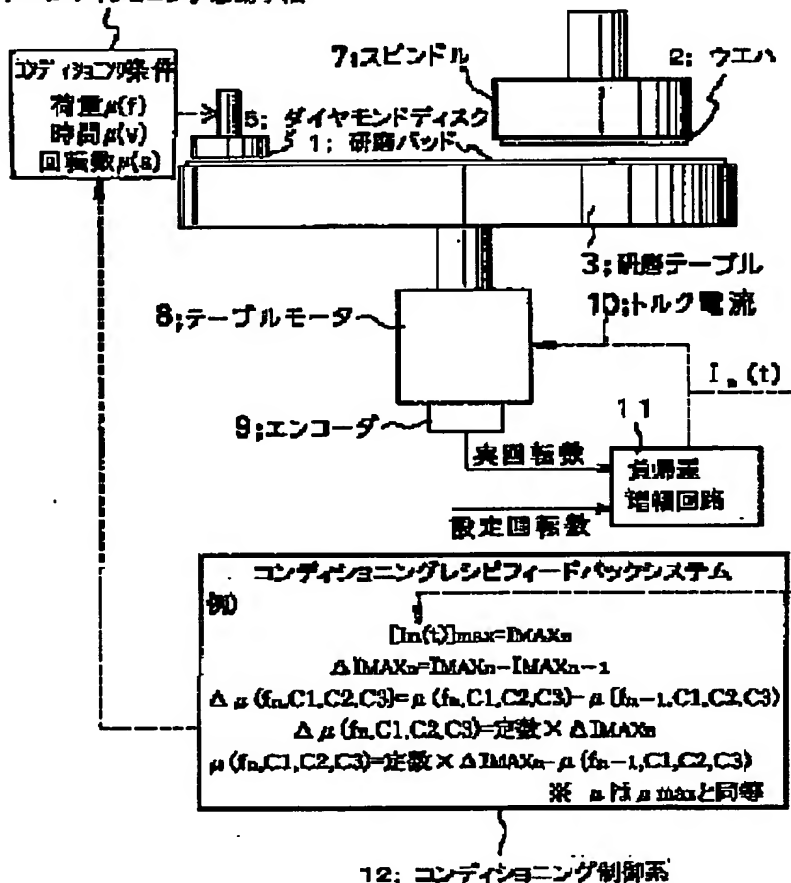 コンディショニング条件
荷重μ(f)
時間μ(v)
回転数μ(s)
7;スピンドル
2; ウエハ
5; ダイヤモンドディスク
1; 研磨パッド
3;研磨テーブル
8;テーブルモータ
10;トルク電流
In(t)
9;エンコーダ
11
実回転数
負帰還
増幅回路
設定回転数
コンディショニングレシピフィードバックシステム
例)
[In(t)]max=IMAXn
ΔIMAXn=IMAXn-IMAXn-1
Δμ(fn,C1,C2,C3)=μ(fn,C1,C2,C3)-μ(fn-1,C1,C2,C3)
Δμ(fn,C1,C2,C3)=定数×ΔIMAXn
μ(fn,C1,C2,C3)=定数×ΔIMAXn-μ(fn-1,C1,C2,C3)
※ μはμmaxと同等
12; コンディショニング制御系